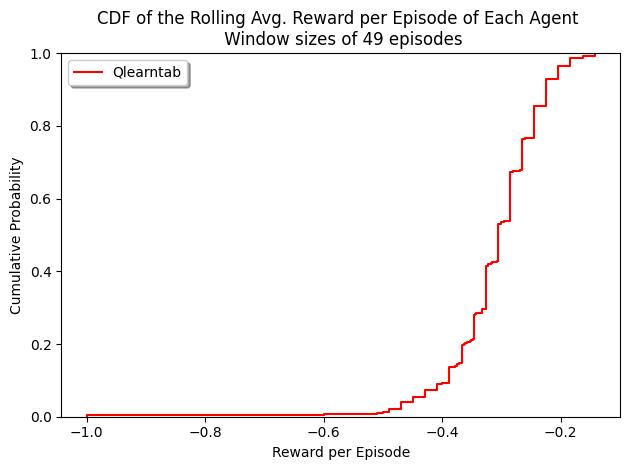 CDF of the Rolling Avg. Reward per Episode of Each Agent
Window sizes of 49 episodes
Qlearntab
1.0
0.8
0.6
0.4
0.2
0.0
Cumulative Probability
−1.0 −0.8 −0.6 −0.4 −0.2
Reward per Episode